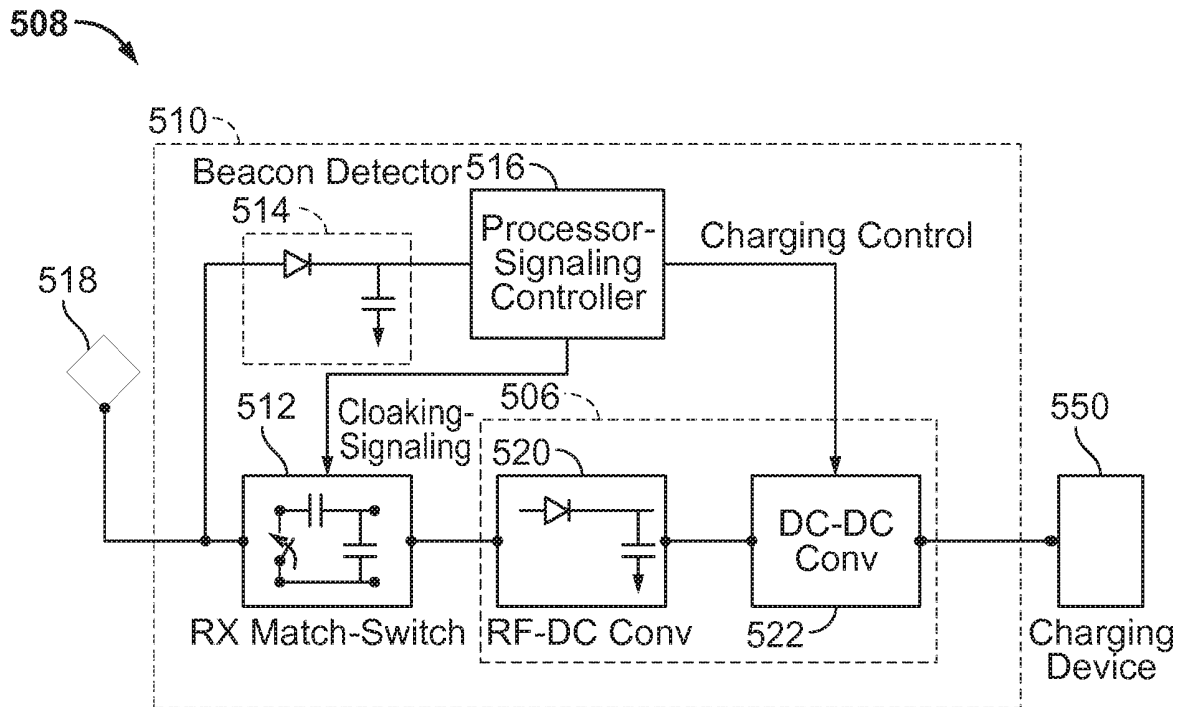 508
510
Beacon Detector
516
514
Processor-
Signaling
Controller
Charging Control
518
512
Cloaking-
Signaling
506
520
550
DC-DC
Conv
RX Match-Switch
RF-DC Conv
522
Charging
Device